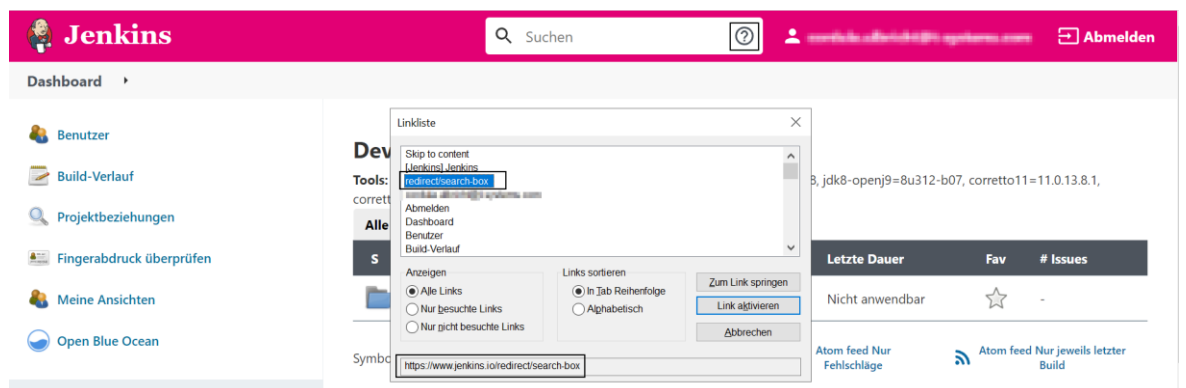 Jenkins
Suchen
Abmelden
Dashboard
Benutzer
Build-Verlauf
Projektbeziehungen
Fingerabdruck überprüfen
Meine Ansichten
Open Blue Ocean
Dev
Tools:
corrett
8, jdk8-openj9=8u312-b07, corretto11=11.0.13.8.1,
Alle
S
Letzte Dauer Fav # Issues
Nicht anwendbar -
Symbo
Atom feed Nur
Fehlschläge
Atom feed Nur jeweils letzter
Build
Linkliste
Skip to content
[Jenkins] Jenkins
redirect/search-box
Abmelden
Dashboard
Benutzer
Build-Verlauf
Anzeigen
Alle Links
Nur besuchte Links
Nur nicht besuchte Links
Links sortieren
In Tab Reihenfolge
Alphabetisch
Zum Link springen
Link aktivieren
Abbrechen
https://www.jenkins.io/redirect/search-box